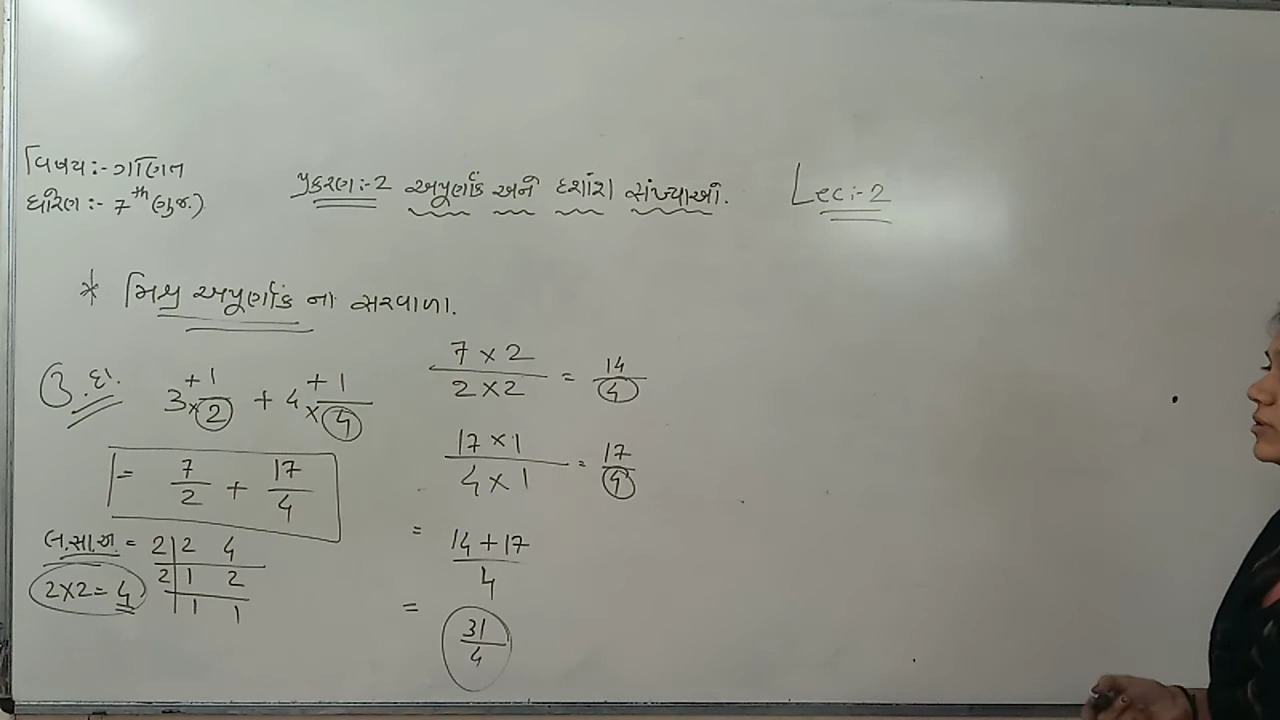 વિષય:- ગણિત
ધોરણ:- 7th (ગુજ.)
પ્રકરણ:-2 અપૂર્ણાંક અને દશાંશ સંખ્યાઓ.
Lec:-2
* મિશ્ર અપૂર્ણાંક ના સરવાળા.
ઉ.દા. 3 × + 1/2 + 4 × + 1/4
= 7/2 + 17/4
લ.સા.અ. = 2 | 2 4
2 | 1 2
1 1
2×2 = 4
7 × 2 / 2 × 2 = 14/4
17 × 1 / 4 × 1 = 17/4
= 14 + 17 / 4
= 31/4